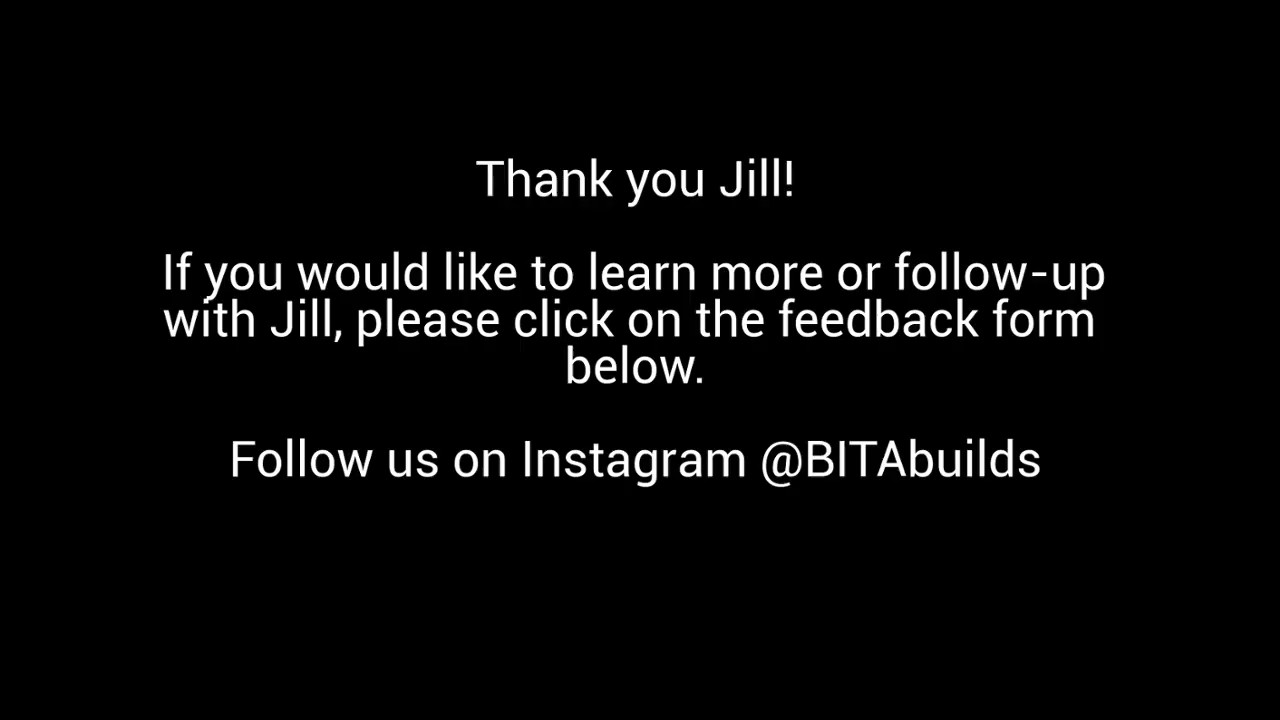 Thank you Jill!
If you would like to learn more or follow-up
with Jill, please click on the feedback form
below.
Follow us on Instagram @BITAbuilds